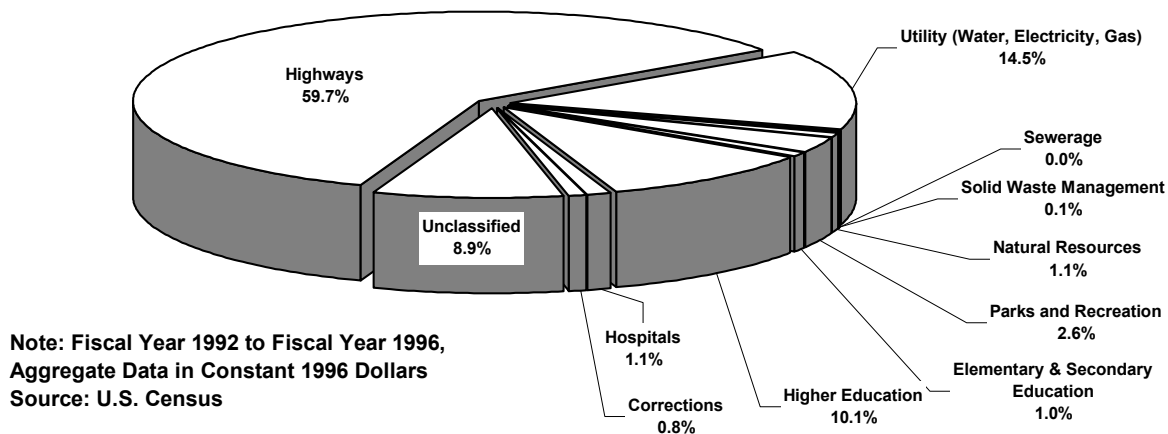 Highways
59.7%
Utility (Water, Electricity, Gas)
14.5%
Sewerage
0.0%
Solid Waste Management
0.1%
Natural Resources
1.1%
Parks and Recreation
2.6%
Elementary & Secondary
Education
1.0%
Higher Education
10.1%
Hospitals
1.1%
Corrections
0.8%
Unclassified
8.9%
Note: Fiscal Year 1992 to Fiscal Year 1996,
Aggregate Data in Constant 1996 Dollars
Source: U.S. Census